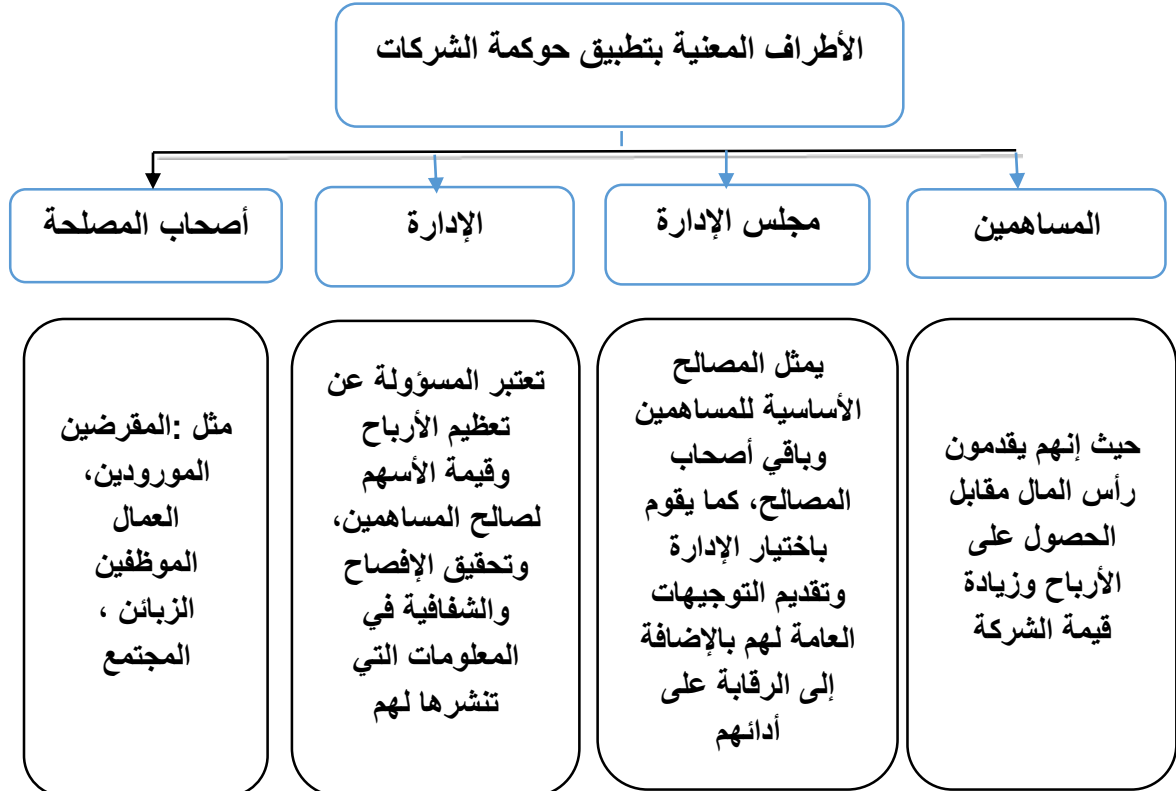 الأطراف المعنية بتطبيق حوكمة الشركات
المساهمين
مجلس الإدارة
الإدارة
أصحاب المصلحة
حيث إنهم يقدمون
رأس المال مقابل
الحصول على
الأرباح وزيادة
قيمة الشركة
يمثل المصالح
الأساسية للمساهمين
وباقي أصحاب
المصالح، كما يقوم
باختيار الإدارة
وتقديم التوجيهات
العامة لهم بالإضافة
إلى الرقابة على
أدائهم
تعتبر المسؤولة عن
تعظيم الأرباح
وقيمة الأسهم
لصالح المساهمين،
وتحقيق الإفصاح
والشفافية في
المعلومات التي
تنشرها لهم
مثل :المقرضين
المورودين،
العمال
الموظفين
الزبائن ،
المجتمع